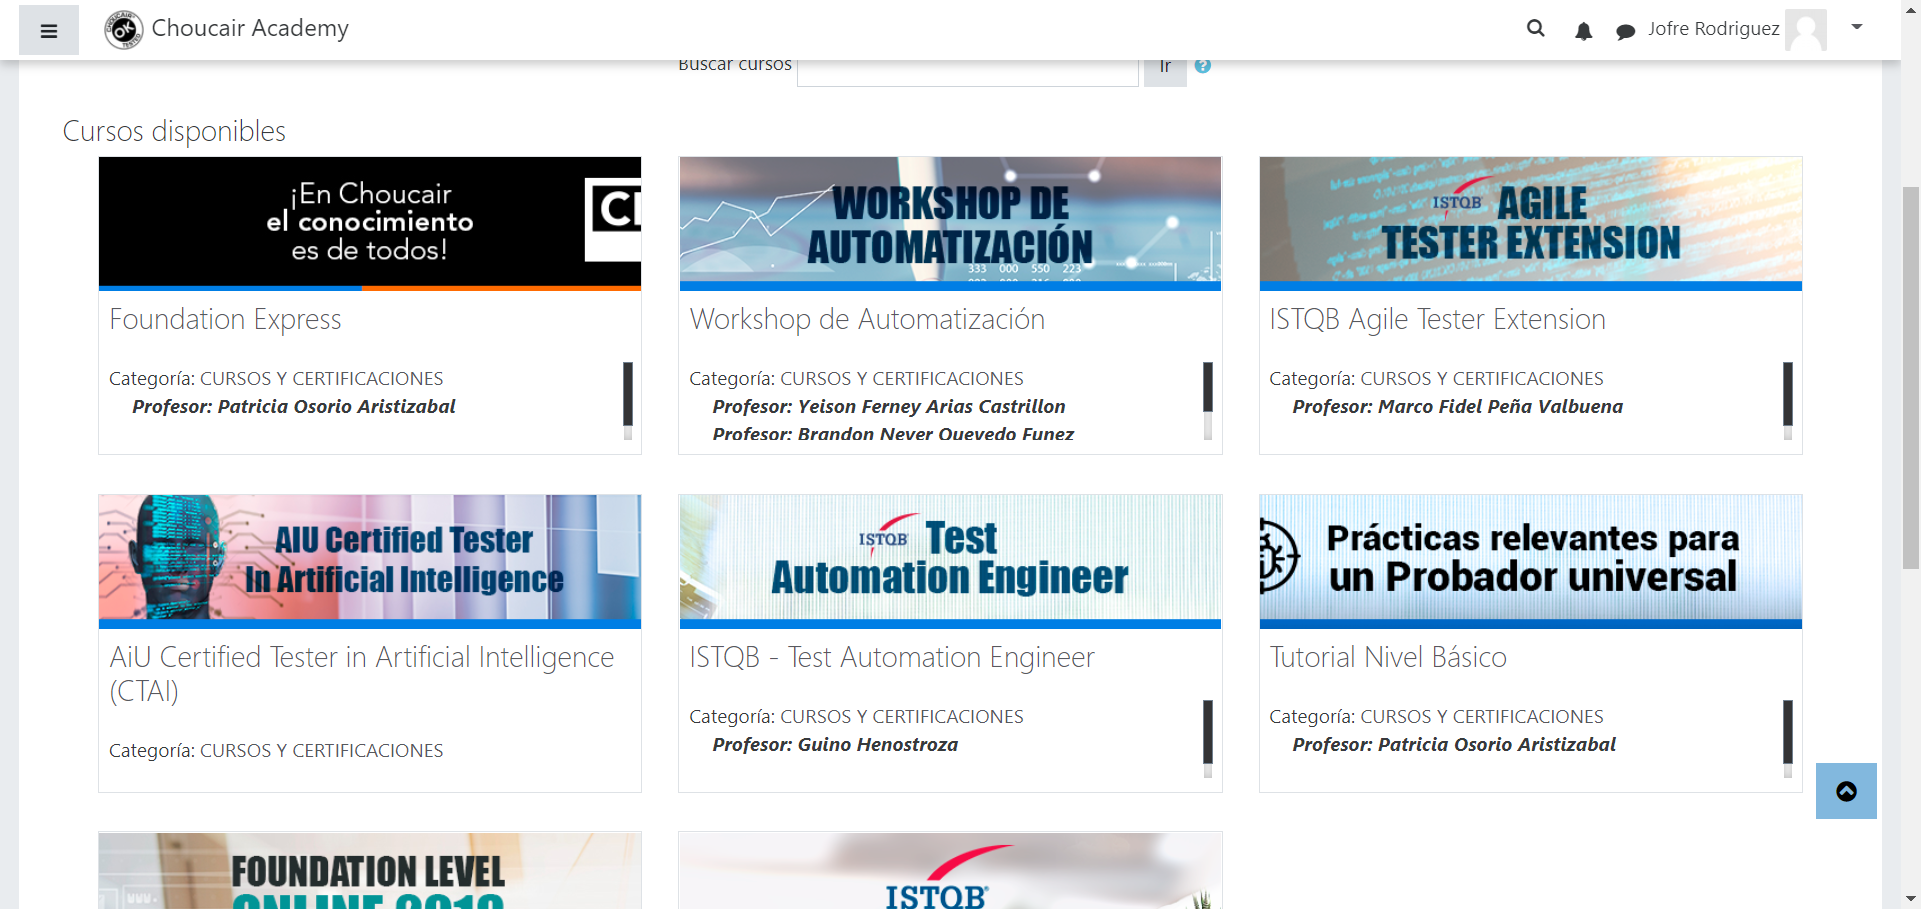 Choucair Academy
Jofre Rodriguez
Buscar cursos
Ir
Cursos disponibles
¡En Choucair
el conocimiento
es de todos!
WORKSHOP DE
AUTOMATIZACIÓN
333 000 550 223
ISTQB AGILE
TESTER EXTENSION
Foundation Express
Workshop de Automatización
ISTQB Agile Tester Extension
Categoría: CURSOS Y CERTIFICACIONES
Profesor: Patricia Osorio Aristizabal
Categoría: CURSOS Y CERTIFICACIONES
Profesor: Yeison Ferney Arias Castrillon
Profesor: Brandon Never Quevedo Funez
Categoría: CURSOS Y CERTIFICACIONES
Profesor: Marco Fidel Peña Valbuena
AIU Certified Tester
In Artificial Intelligence
ISTQB Test
Automation Engineer
Prácticas relevantes para
un Probador universal
AiU Certified Tester in Artificial Intelligence
(CTAI)
ISTQB - Test Automation Engineer
Tutorial Nivel Básico
Categoría: CURSOS Y CERTIFICACIONES
Categoría: CURSOS Y CERTIFICACIONES
Profesor: Guino Henostroza
Categoría: CURSOS Y CERTIFICACIONES
Profesor: Patricia Osorio Aristizabal
FOUNDATION LEVEL
ONLINE 2018
ISTQB®